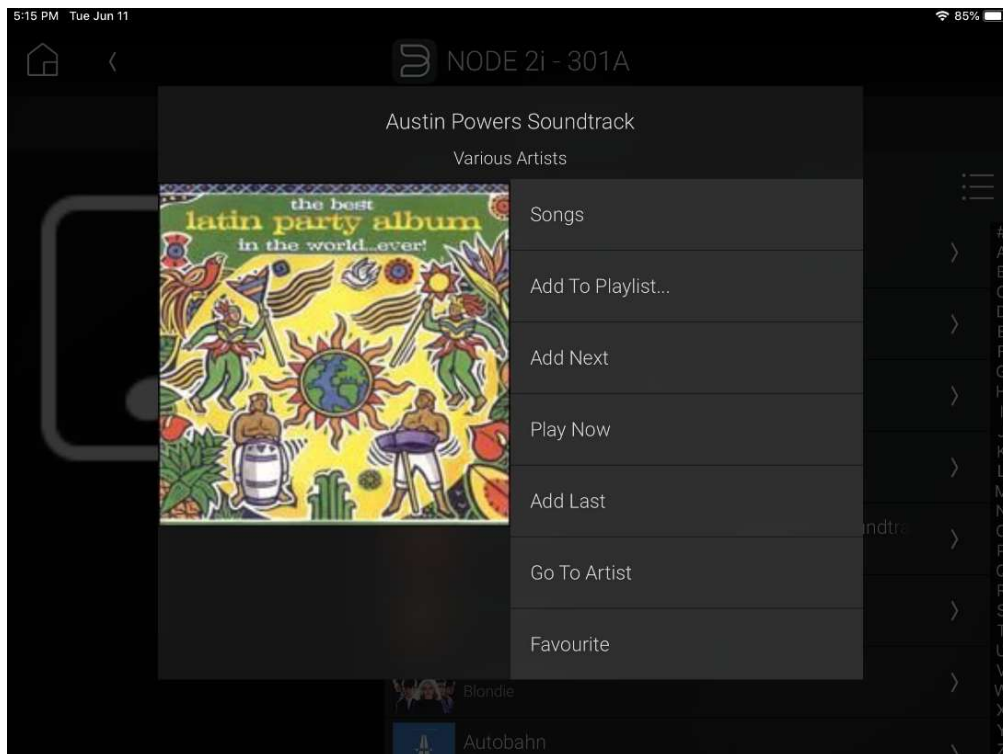 5:15 PM Tue Jun 11
85%
NODE 2i - 301A
Austin Powers Soundtrack
Various Artists
the best
latin party album
in the world...ever!
Songs
Add To Playlist...
Add Next
Play Now
Add Last
Go To Artist
Favourite
Blondie
Autobahn